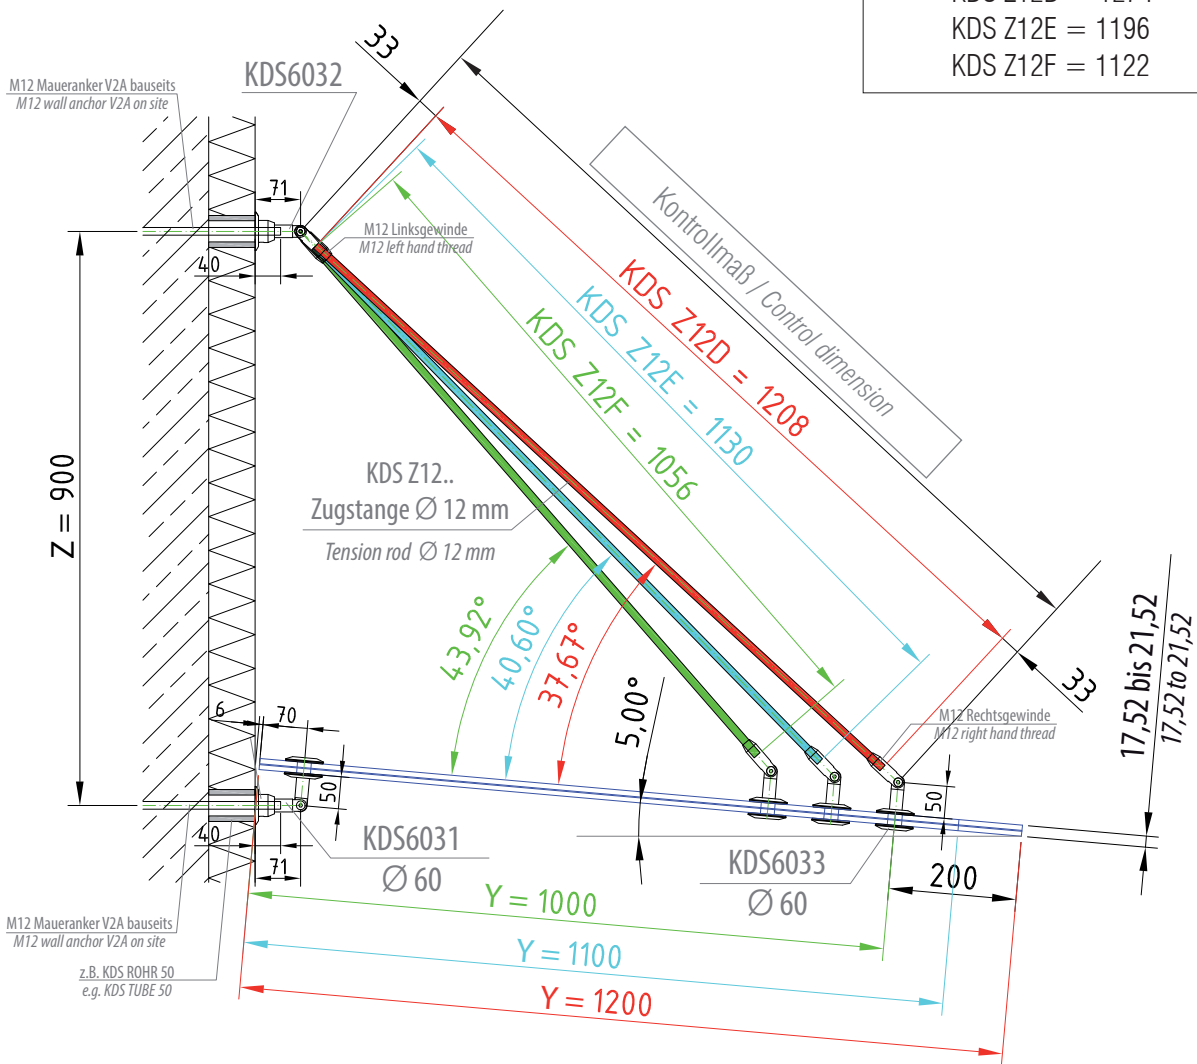 KDS Z12E = 1196
KDS Z12F = 1122
33
KDS6032
M12 Maueranker V2A bauseits
M12 wall anchor V2A on site
71
M12 Linksgewinde
M12 left hand thread
40
Kontrollmaß / Control dimension
KDS Z12D = 1208
KDS Z12E = 1130
KDS Z12F = 1056
Z = 900
KDS Z12..
Zugstange Ø 12 mm
Tension rod Ø 12 mm
43,92°
40,60°
37,67°
5,00°
33
17,52 bis 21,52
17,52 to 21,52
M12 Rechtsgewinde
M12 right hand thread
6
70
50
50
40
71
KDS6031
Ø 60
KDS6033
Ø 60
200
Y = 1000
Y = 1100
Y = 1200
M12 Maueranker V2A bauseits
M12 wall anchor V2A on site
z.B. KDS ROHR 50
e.g. KDS TUBE 50